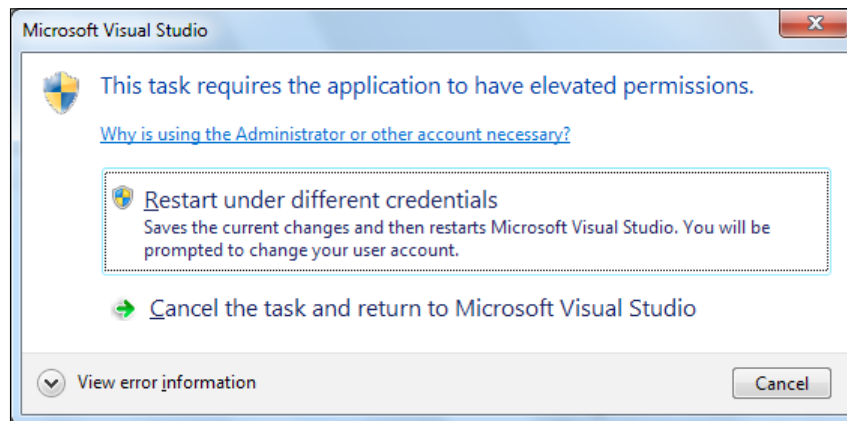 Microsoft Visual Studio
This task requires the application to have elevated permissions.
Why is using the Administrator or other account necessary?
Restart under different credentials
Saves the current changes and then restarts Microsoft Visual Studio. You will be
prompted to change your user account.
Cancel the task and return to Microsoft Visual Studio
View error information
Cancel